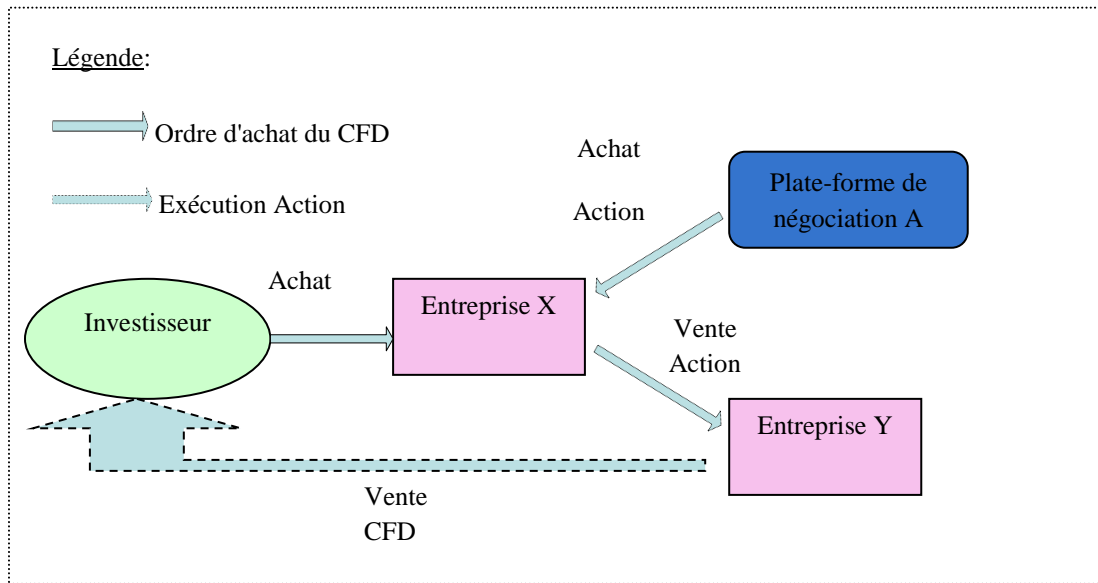 Légende:
Ordre d'achat du CFD
Achat
Plate-forme de
négociation A
Exécution Action
Action
Achat
Entreprise X
Investisseur
Vente
Action
Entreprise Y
Vente
CFD